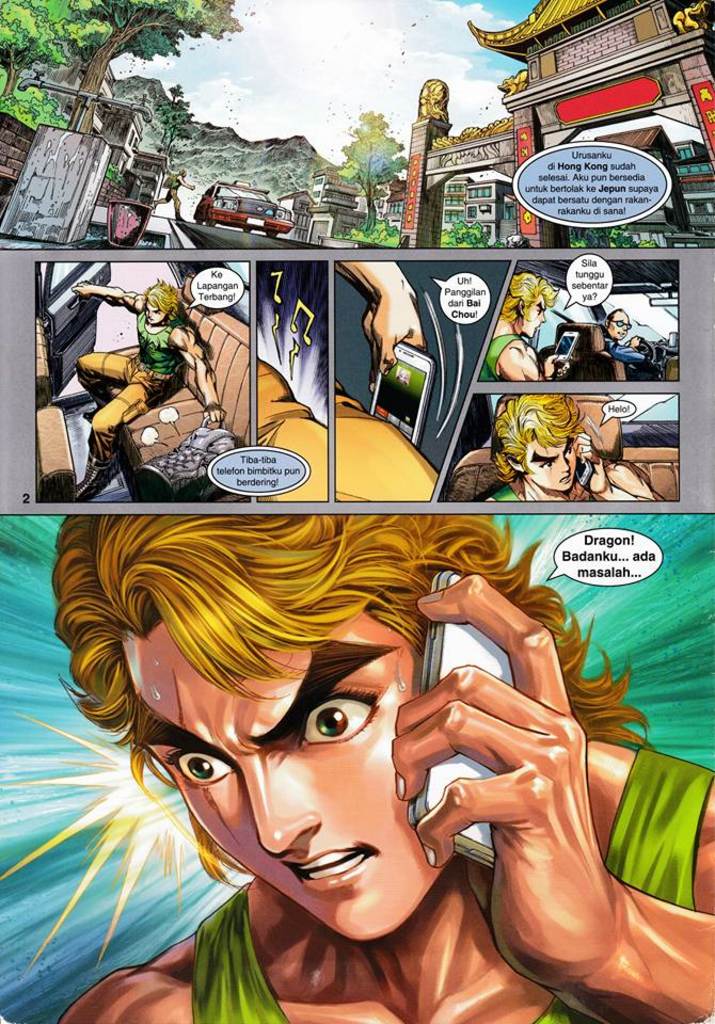 Urusanku
di Hong Kong sudah
selesai. Aku pun bersedia
untuk bertolak ke Jepun supaya
dapat bersatu dengan rakan-
rakanku di sana!
Ke
Lapangan
Terbang!
Tiba-tiba
telefon bimbitku pun
berdering!
Uh!
Panggilan
dari Bai
Chou!
Sila
tunggu
sebentar
ya?
Helo!
2
Dragon!
Badanku... ada
masalah...